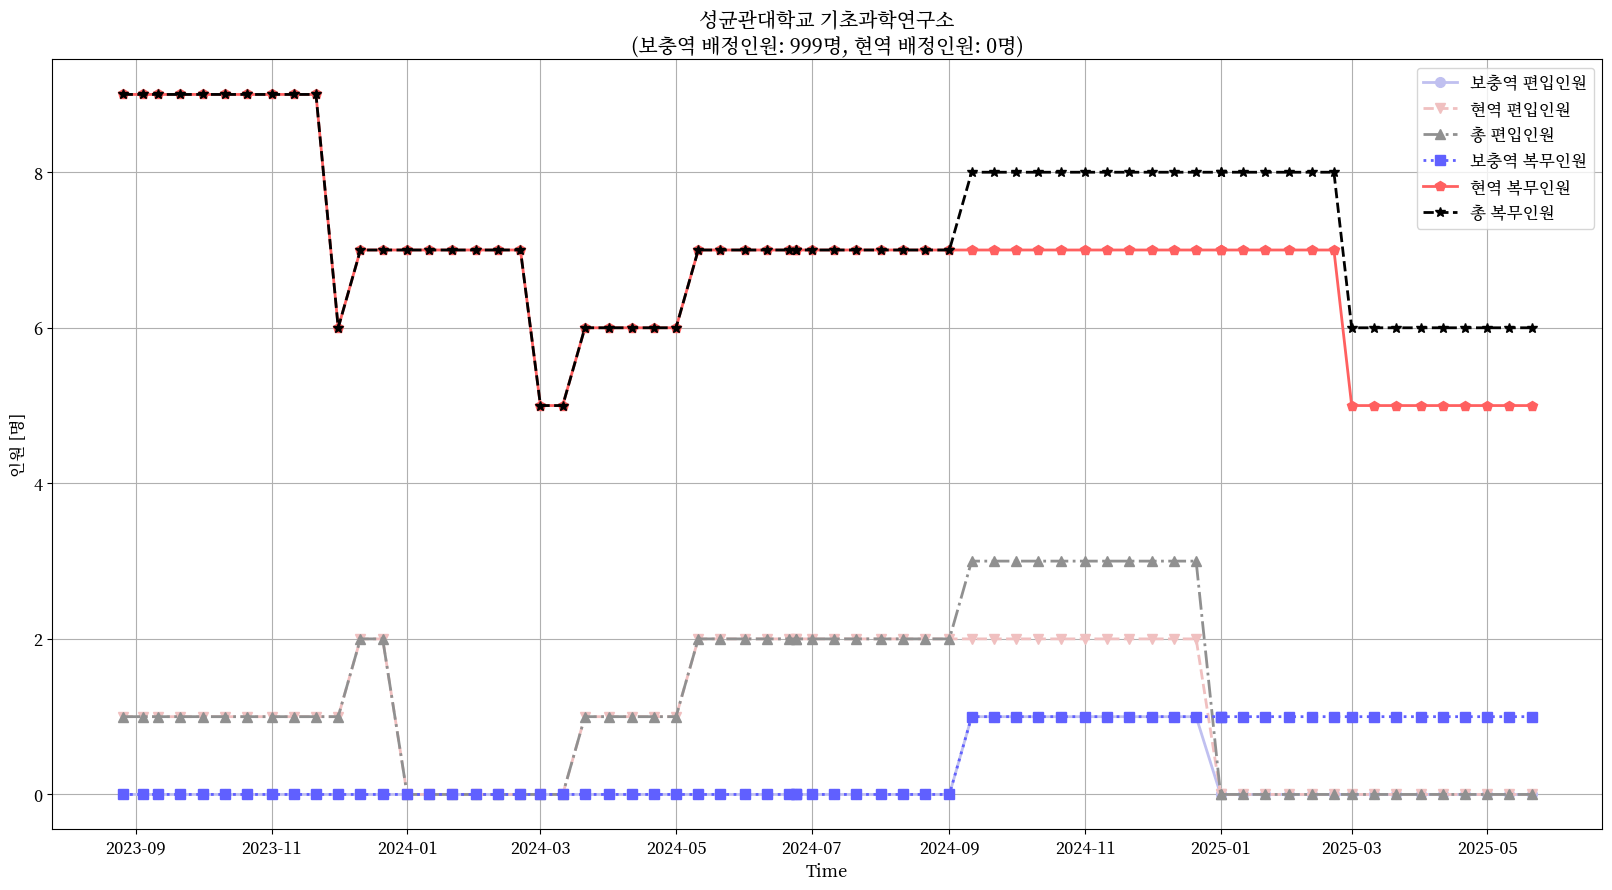 성균관대학교 기초과학연구소
(보충역 배정인원: 999명, 현역 배정인원: 0명)
보충역 편입인원
현역 편입인원
총 편입인원
보충역 복무인원
현역 복무인원
총 복무인원
인원 [명]
8
6
4
2
0
2023-09
2023-11
2024-01
2024-03
2024-05
2024-07
2024-09
2024-11
2025-01
2025-03
2025-05
Time